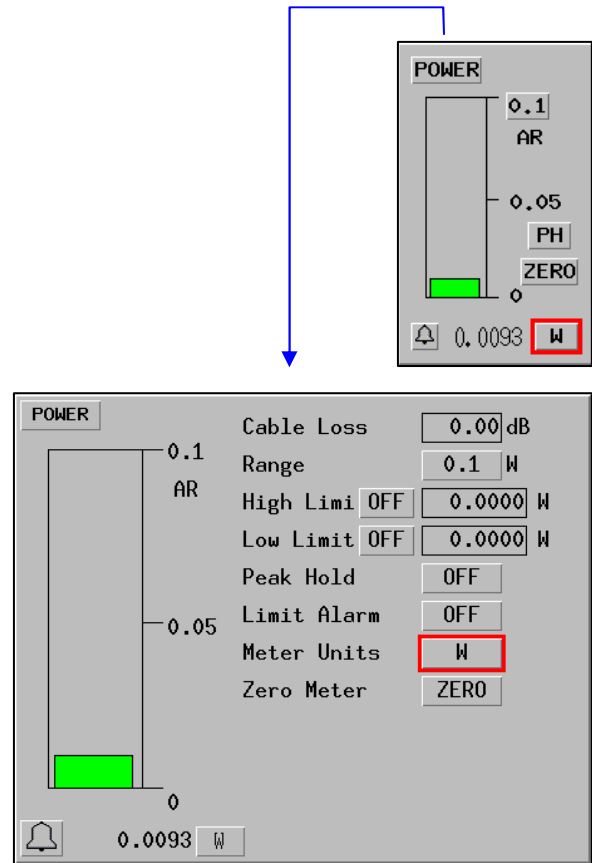 POWER
0.1
AR
0.05
PH
ZERO
0
0.0093 W
POWER
0.1
AR
0.05
0
0.0093 W
Cable Loss 0.00 dB
Range 0.1 W
High Limi OFF 0.0000 W
Low Limit OFF 0.0000 W
Peak Hold OFF
Limit Alarm OFF
Meter Units W
Zero Meter ZERO